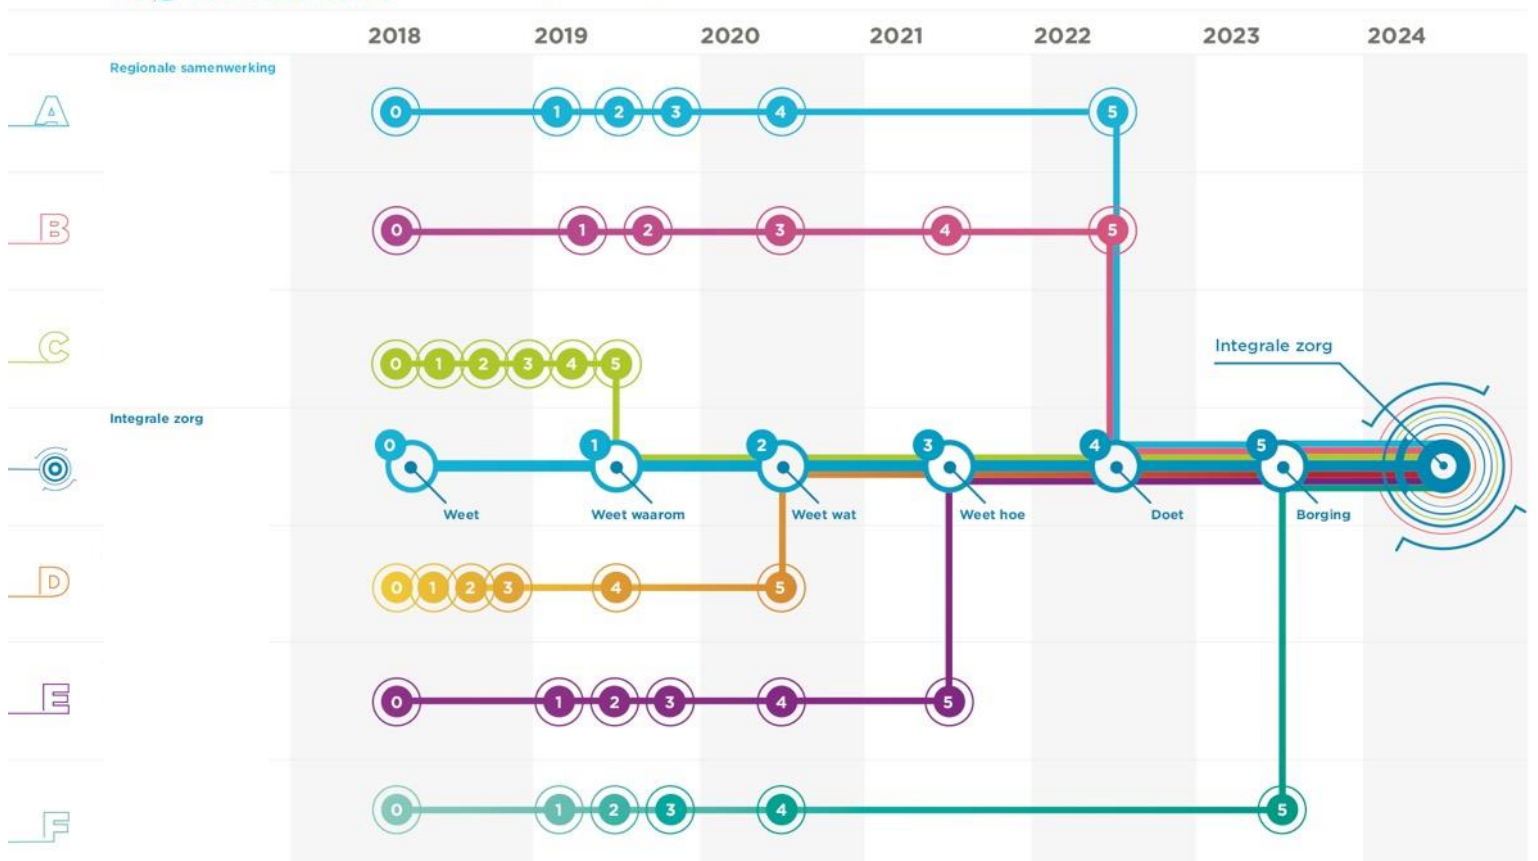 2018 2019 2020 2021 2022 2023 2024
Regionale samenwerking
A 0 1 2 3 4 5
B 0 1 2 3 4 5
Integrale zorg
C 0 1 2 3 4 5
Integrale zorg
0 1 2 3 4 5
Weet Weet waarom Weet wat Weet hoe Doet Borging
D 0 1 2 3 4 5
E 0 1 2 3 4 5
F 0 1 2 3 4 5